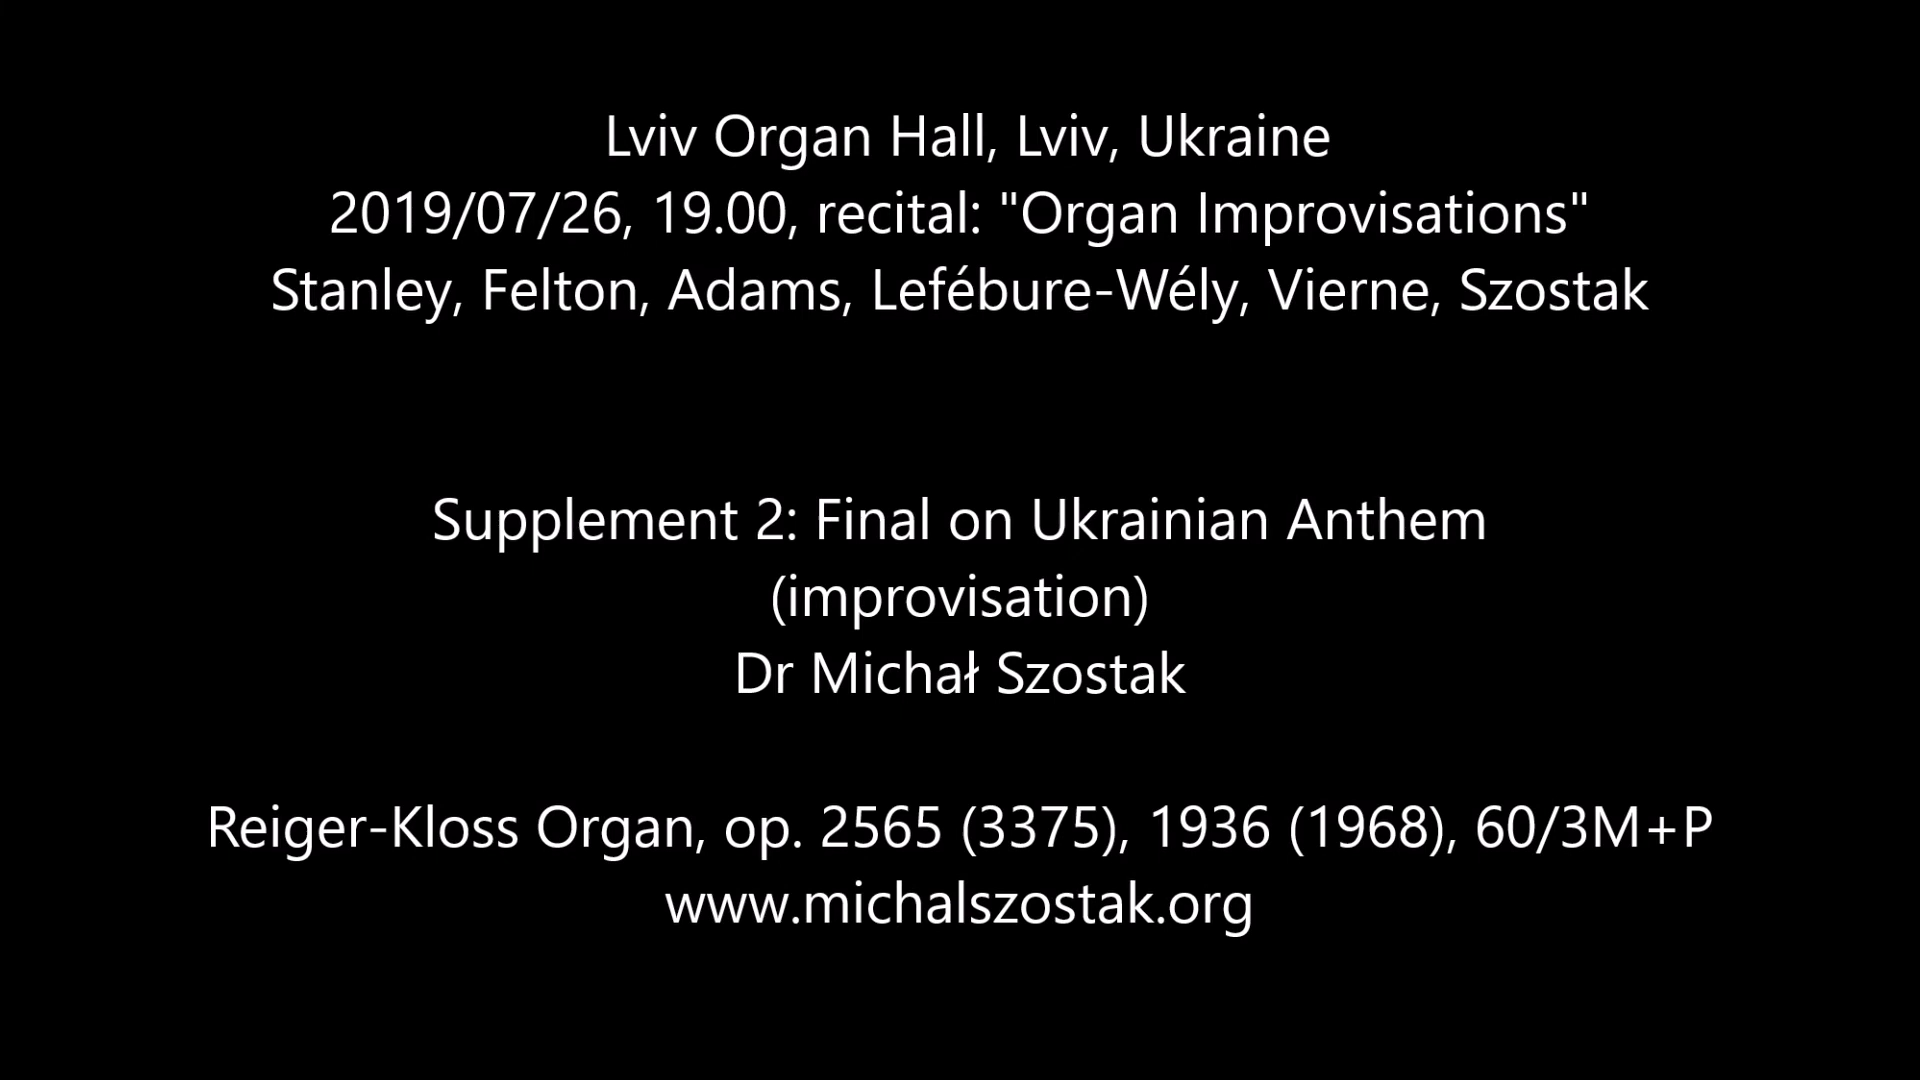 Lviv Organ Hall, Lviv, Ukraine
2019/07/26, 19.00, recital: "Organ Improvisations"
Stanley, Felton, Adams, Lefébure-Wély, Vierne, Szostak
Supplement 2: Final on Ukrainian Anthem
(improvisation)
Dr Michał Szostak
Reiger-Kloss Organ, op. 2565 (3375), 1936 (1968), 60/3M+P
www.michalszostak.org